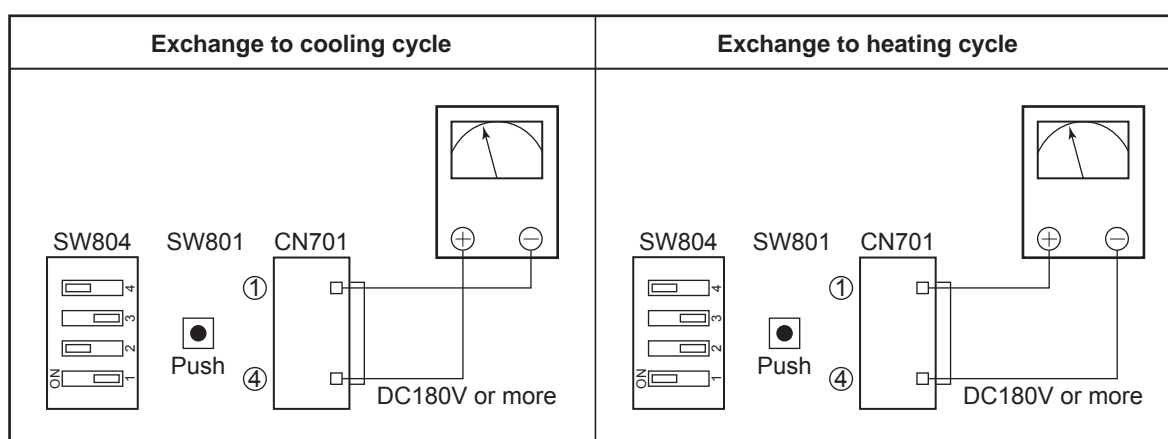 Exchange to cooling cycle
Exchange to heating cycle
SW804 SW801 CN701 + −
① 4
3
Push
2
④
ON 1
DC180V or more
SW804 SW801 CN701 + −
① 4
3
Push
2
④
ON 1
DC180V or more